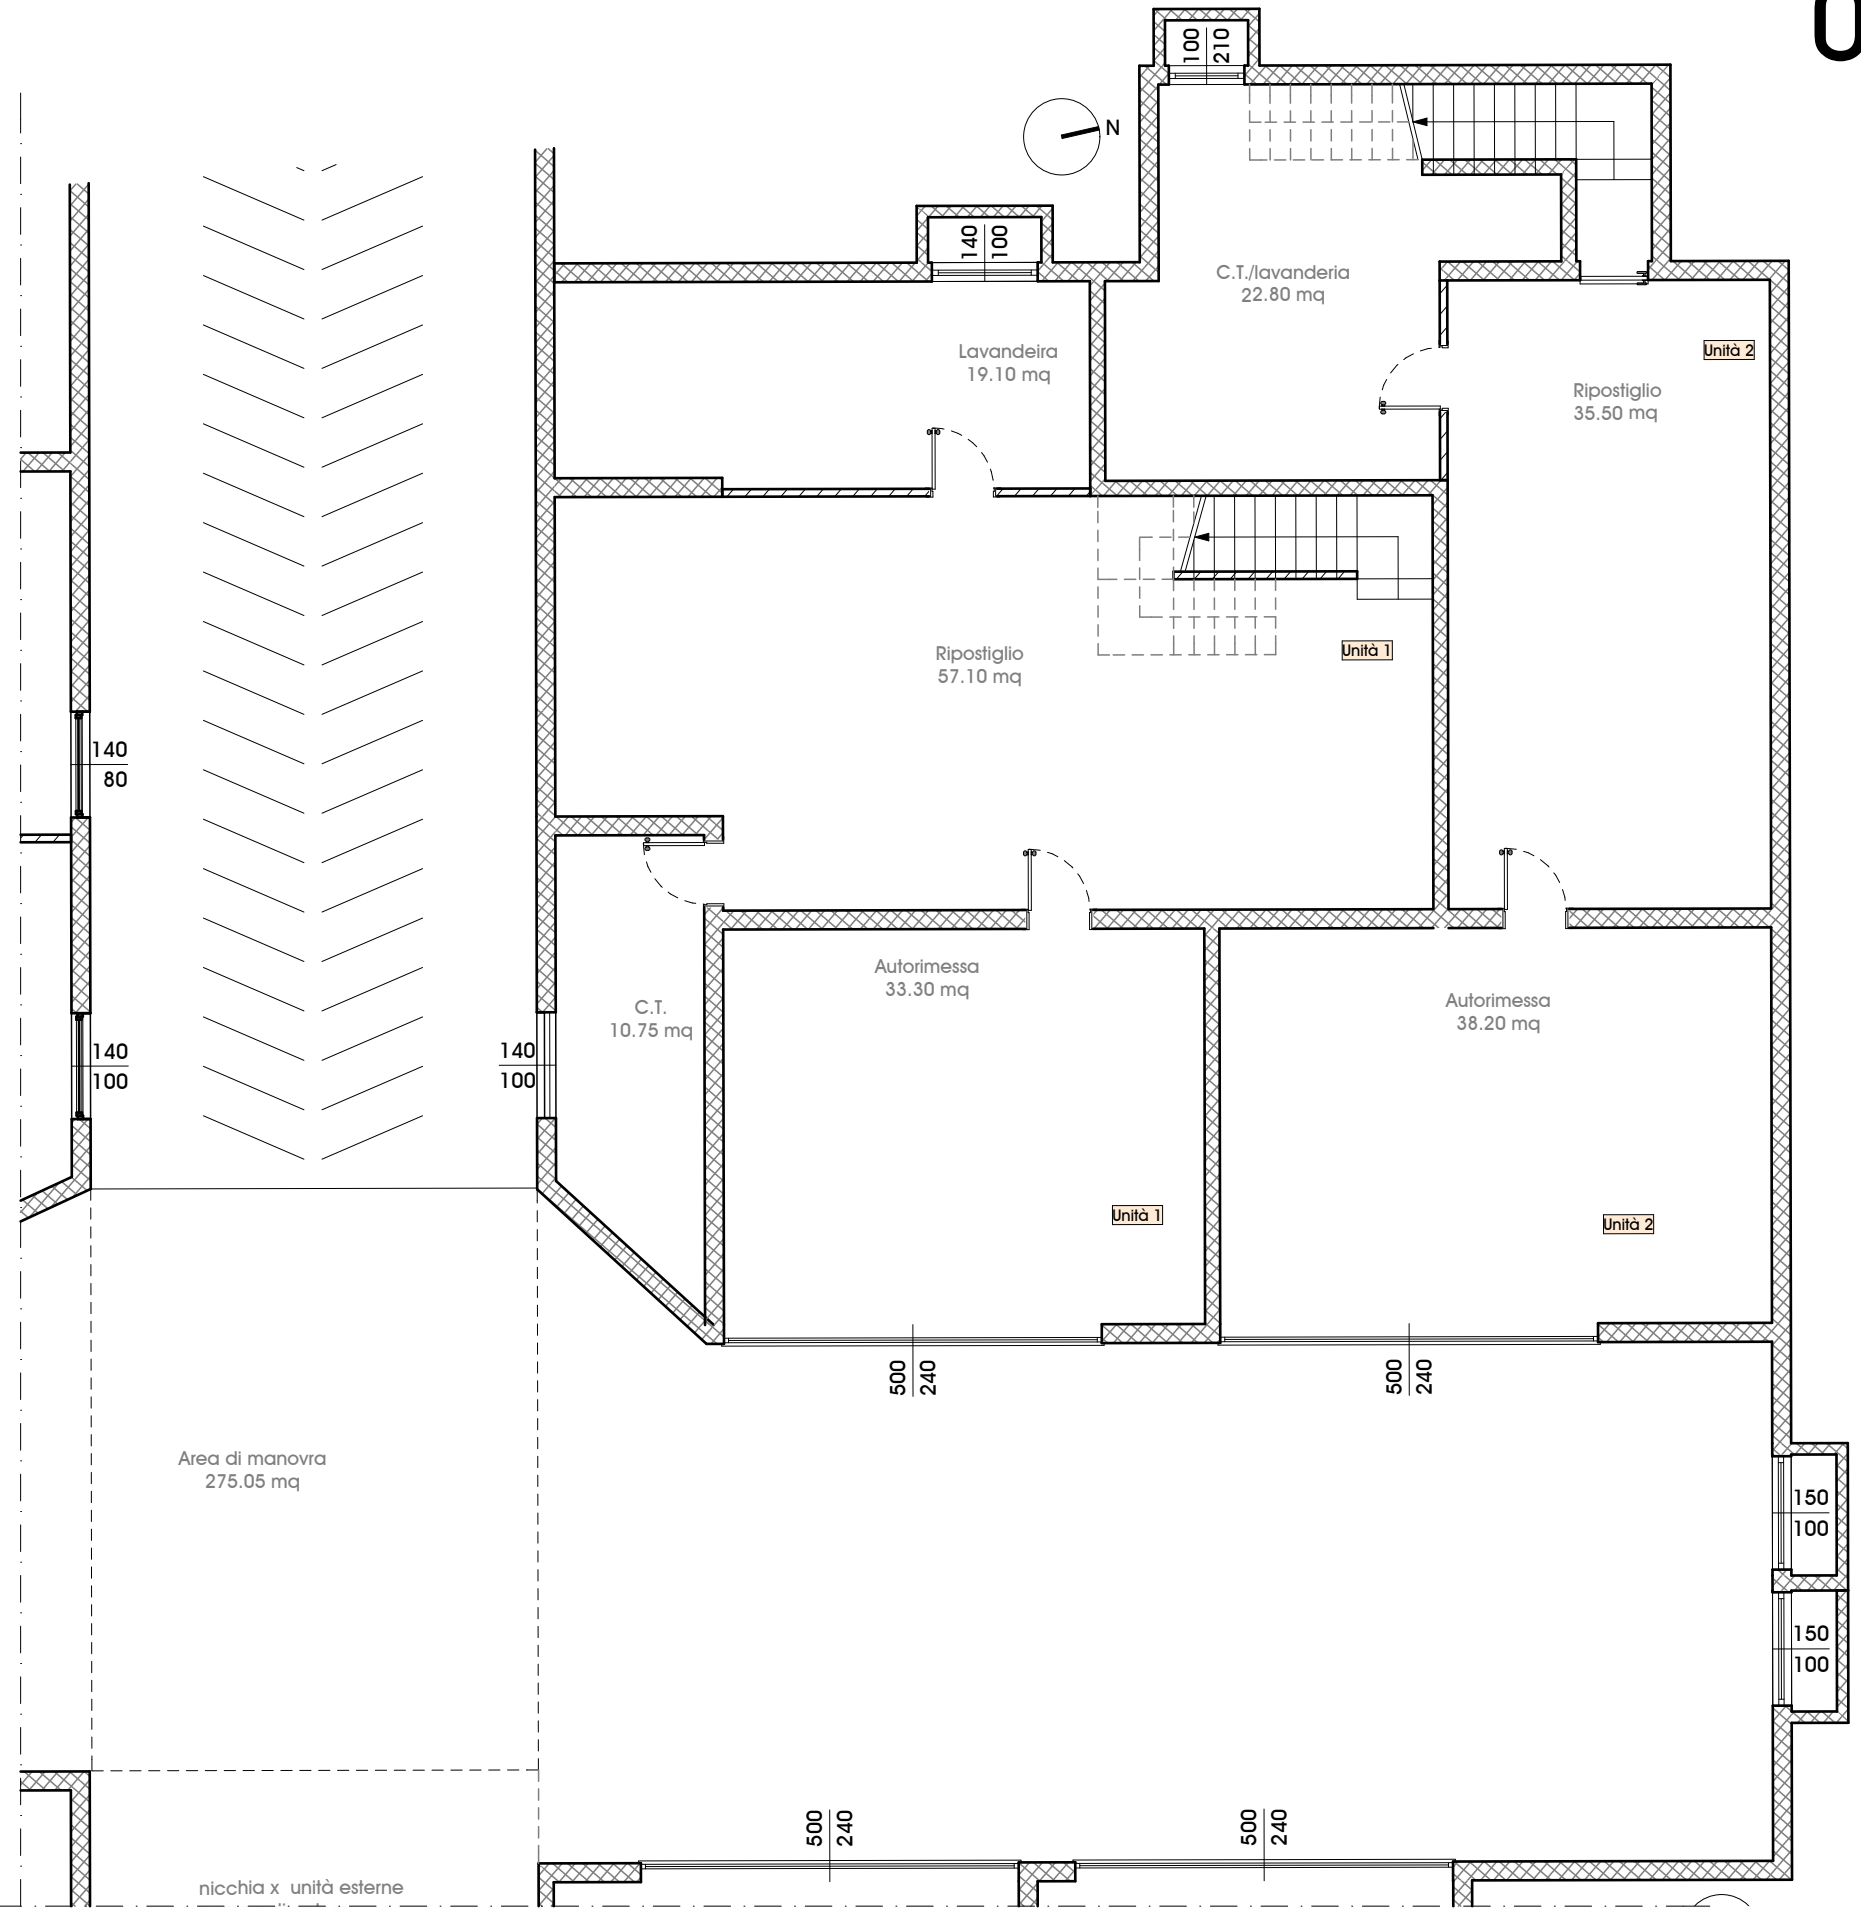 U
100
210
N
140
100
C.T./lavanderia
22.80 mq
Lavandeira
19.10 mq
Unità 2
Ripostiglio
35.50 mq
Ripostiglio
57.10 mq
Unità 1
140
80
Autorimessa
33.30 mq
Autorimessa
38.20 mq
C.T.
10.75 mq
140
100
140
100
Unità 1
Unità 2
500
240
500
240
Area di manovra
275.05 mq
150
100
150
100
500
240
500
240
nicchia x unità esterne